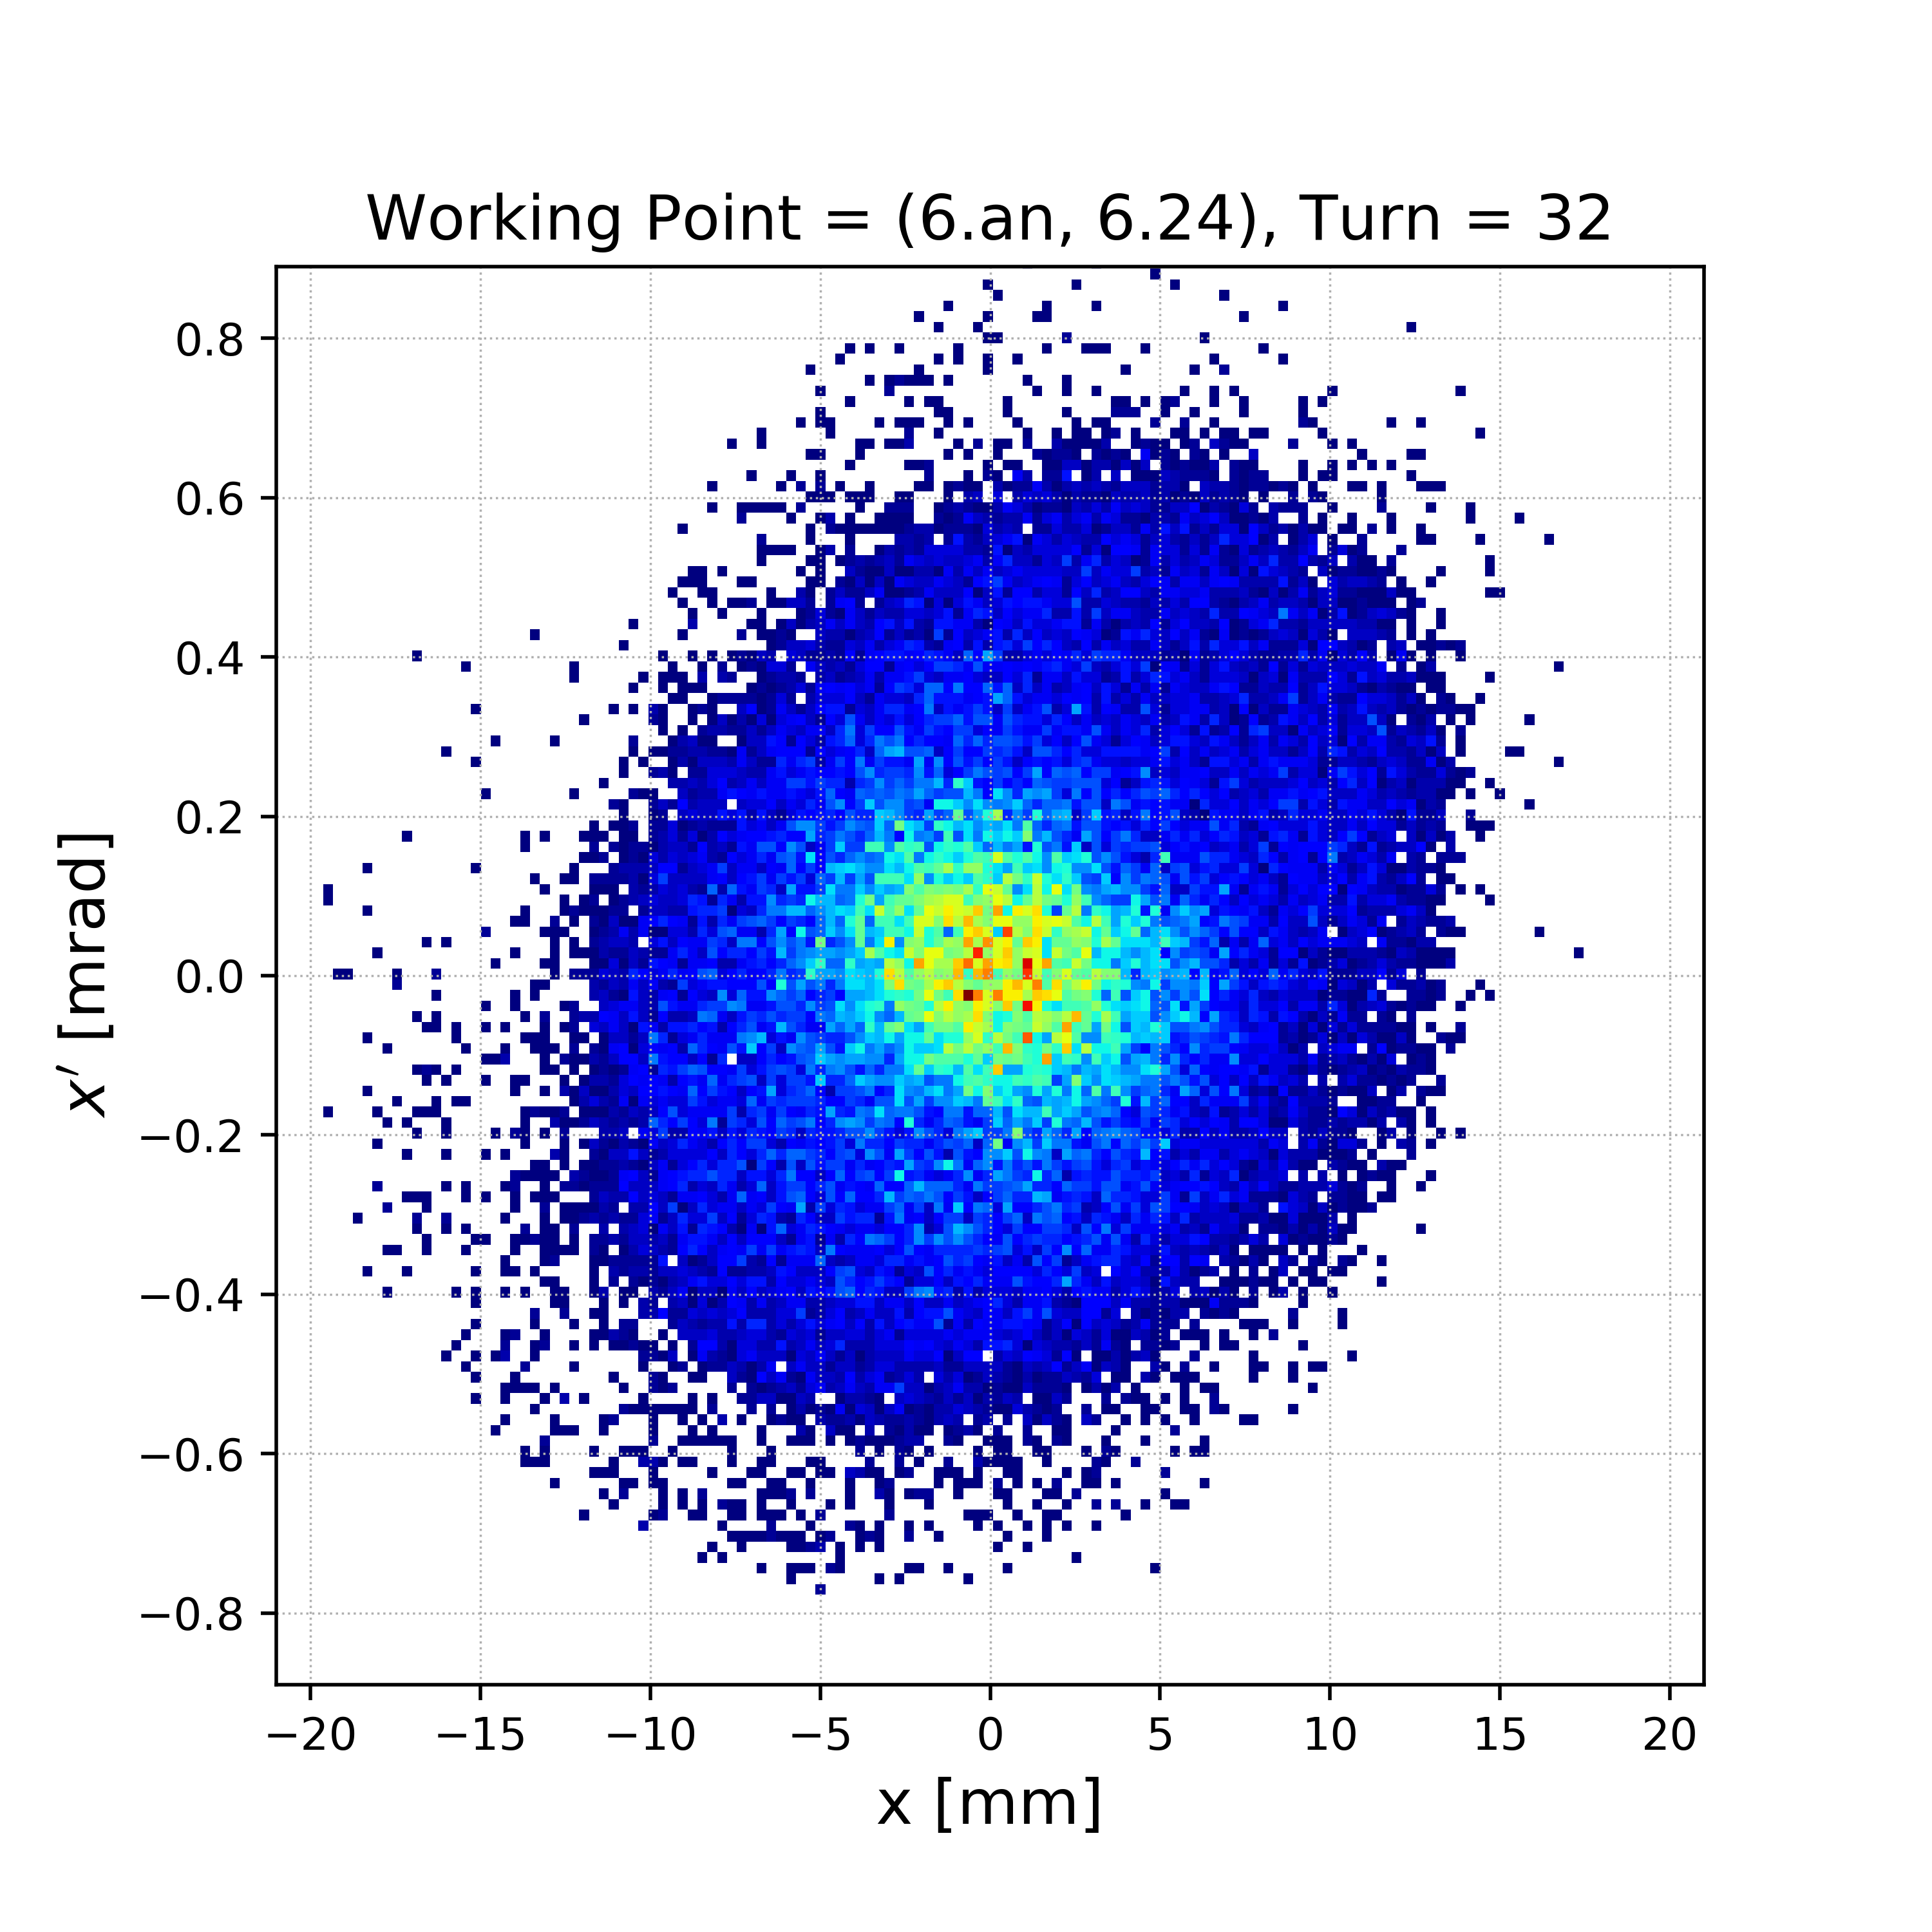 Working Point = (6.an, 6.24), Turn = 32
0.8
0.6
0.4
0.2
0.0
−0.2
−0.4
−0.6
−0.8
x′ [mrad]
−20 −15 −10 −5 0 5 10 15 20
x [mm]